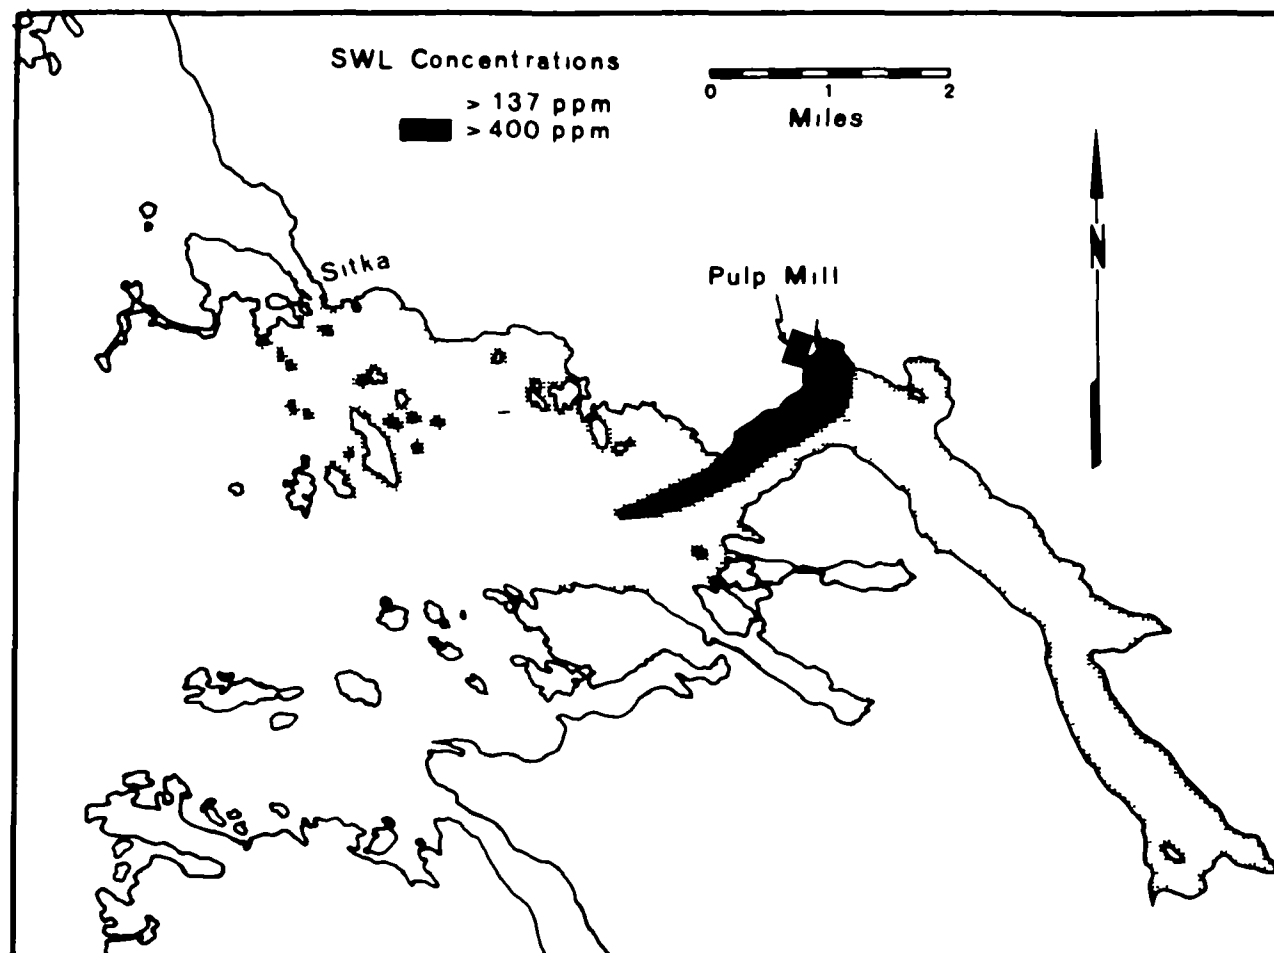 SWL Concentrations
> 137 ppm
> 400 ppm
0 1 2
Miles
N
Sitka
Pulp Mill